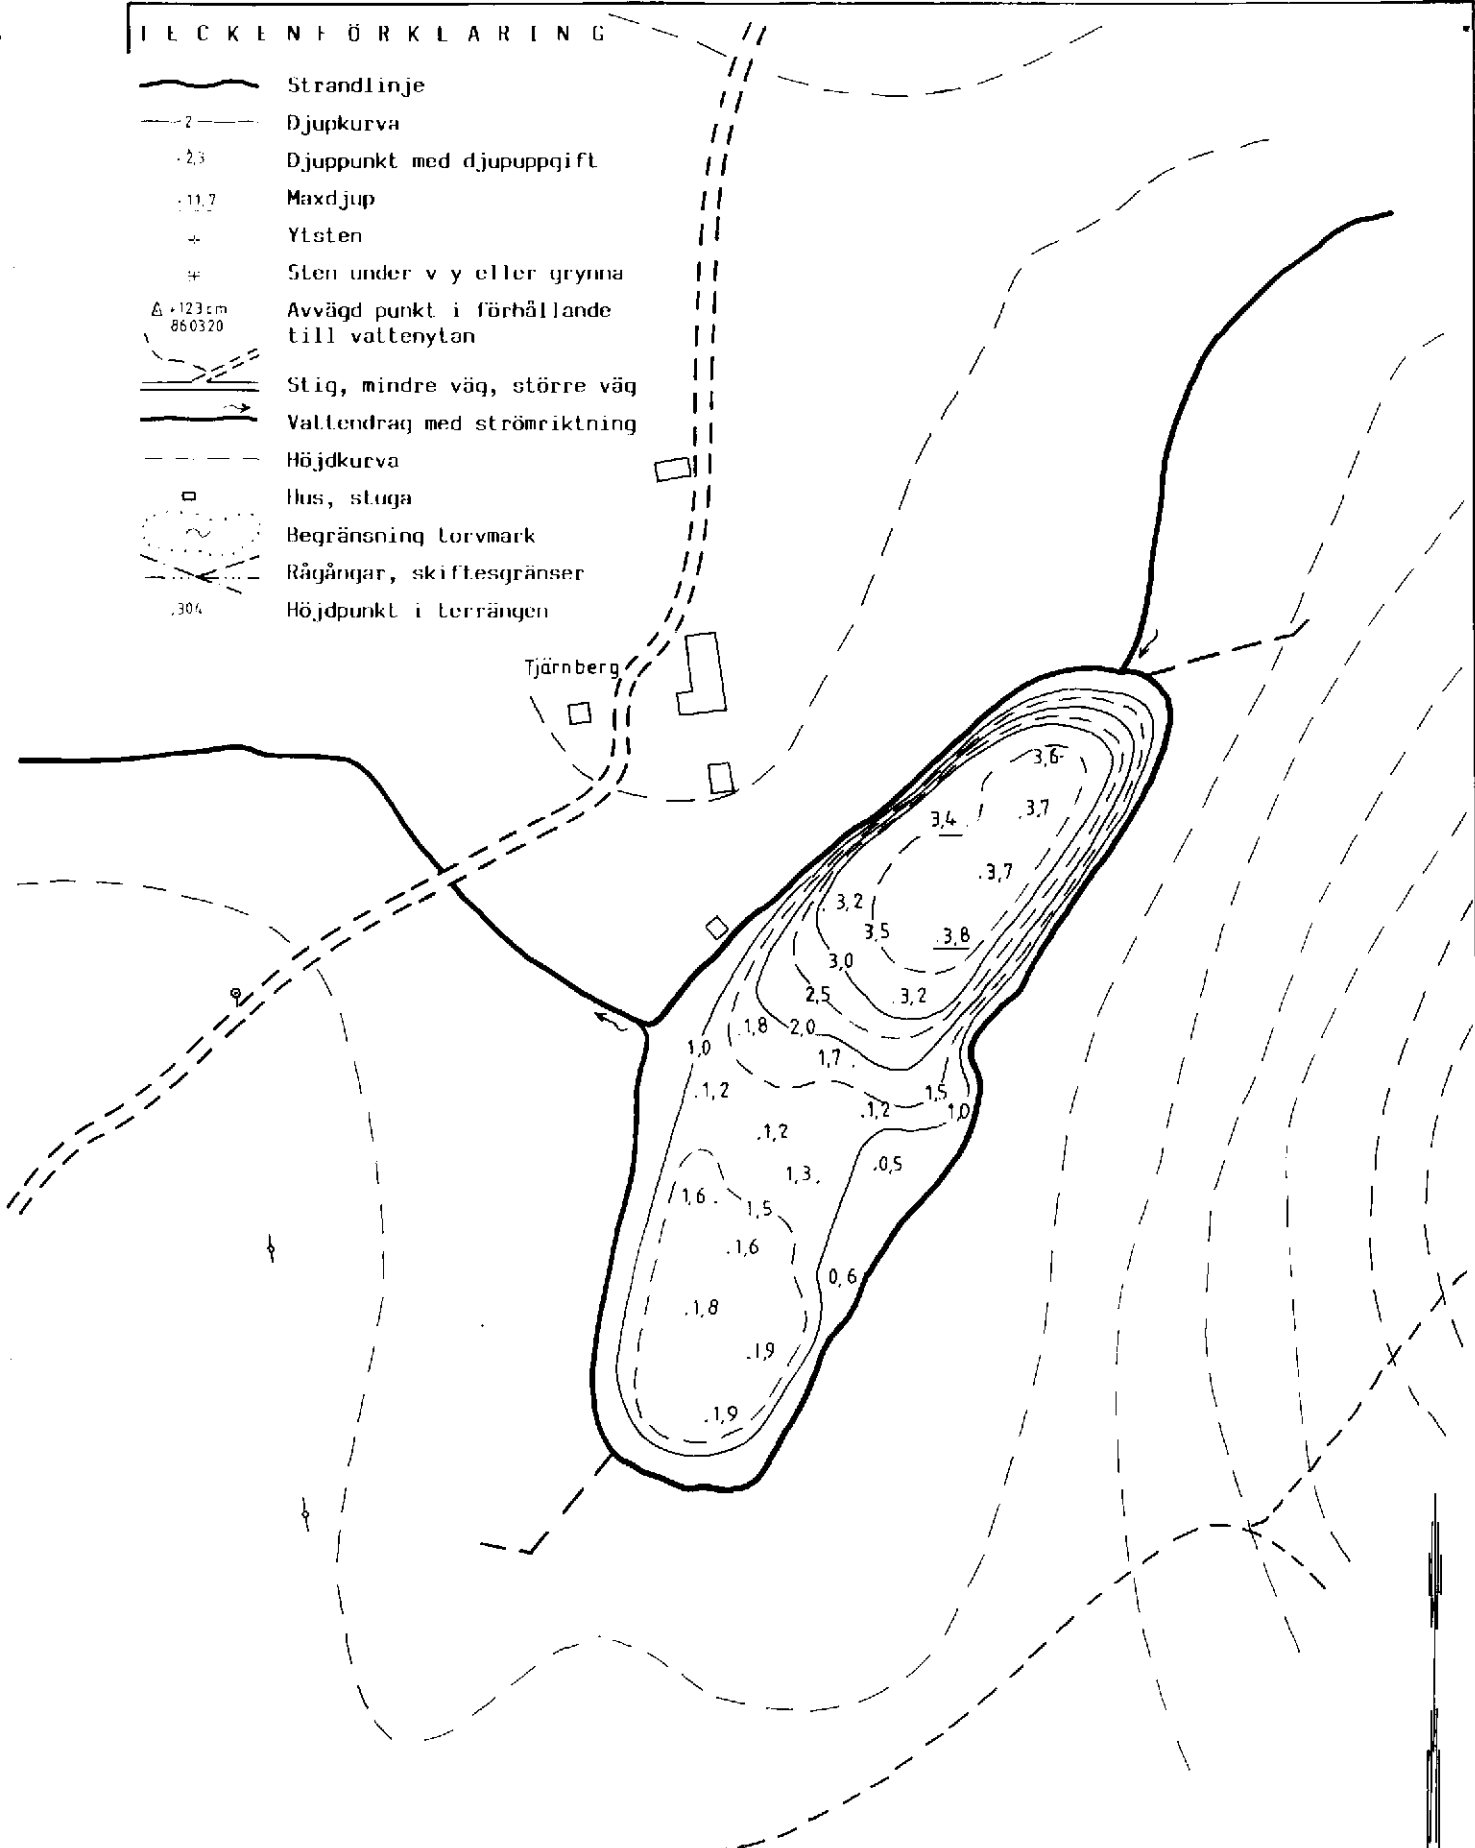 TECKENFÖRKLARING
Strandlinje
2 Djupkurva
.2,3 Djuppunkt med djupuppgift
.11,7 Maxdjup
Ytsten
Sten under v y eller grynna
+123cm Avvägd punkt i förhållande
860320 till vattenytan
Stig, mindre väg, större väg
Vattendrag med strömriktning
Höjdkurva
Hus, stuga
Begränsning torvmark
Rågångar, skiftesgränser
.304 Höjdpunkt i terrängen
Tjärnberg
3,6
.3,7
3,4
.3,7
.3,2
3,5
.3,8
3,0
2,5
.3,2
.1,8
2,0
1,0
1,7.
.1,2
1,5
.1,2
1,0
.1,2
.0,5
1,3.
1,6.
1,5
.1,6
0,6
.1,8
.1,9
.1,9